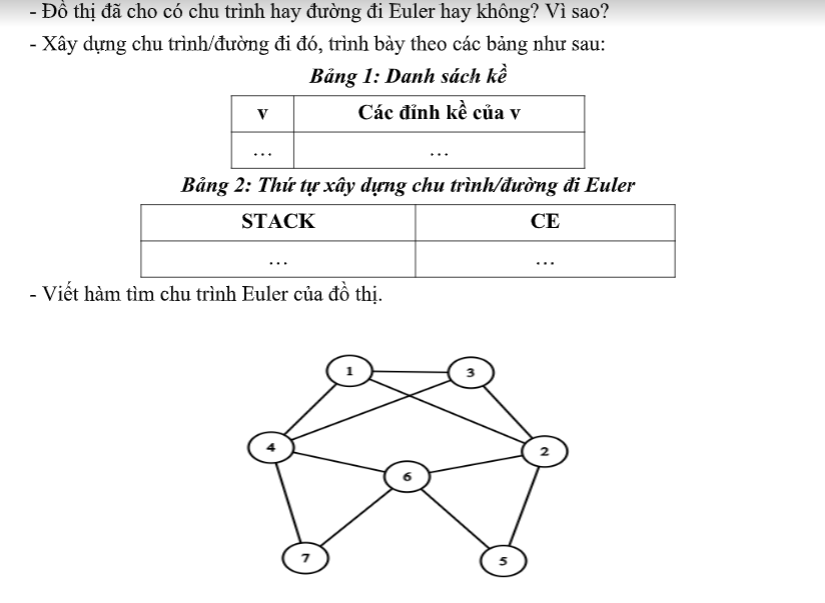 - Đồ thị đã cho có chu trình hay đường đi Euler hay không? Vì sao?
- Xây dựng chu trình/đường đi đó, trình bày theo các bảng như sau:
Bảng 1: Danh sách kề
v Các đỉnh kề của v
... ...
Bảng 2: Thứ tự xây dựng chu trình/đường đi Euler
STACK CE
... ...
- Viết hàm tìm chu trình Euler của đồ thị.
1 3
4 2
6
7 5